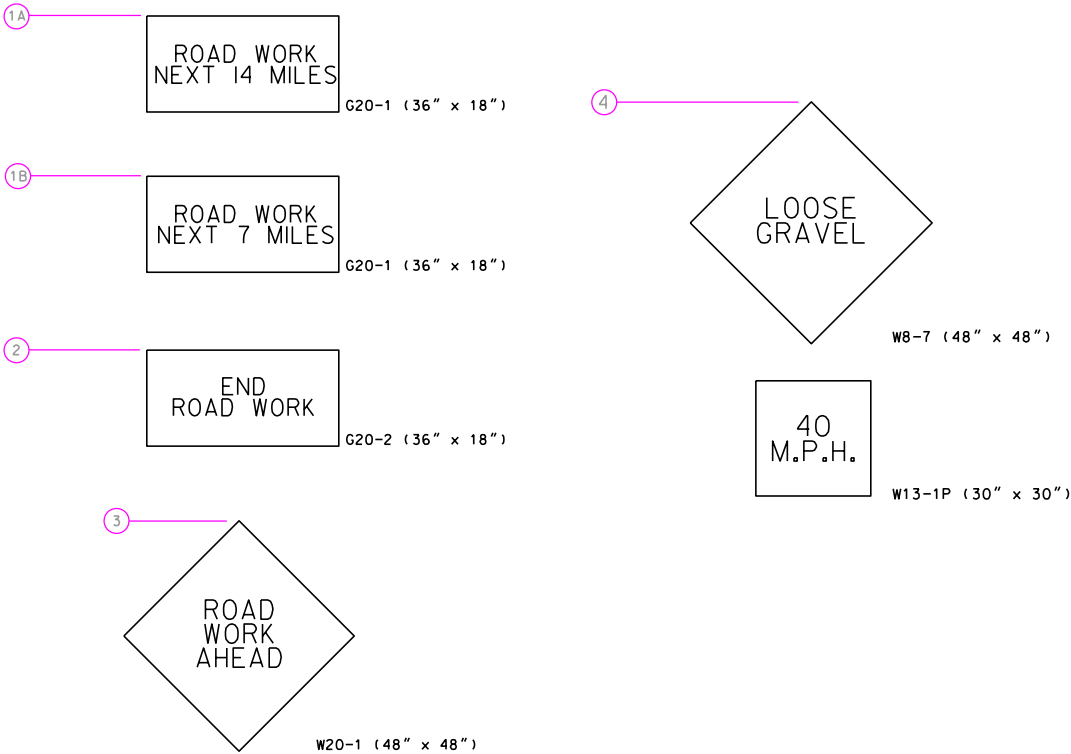 1A
ROAD WORK
NEXT 14 MILES
G20-1 (36" x 18")
1B
ROAD WORK
NEXT 7 MILES
G20-1 (36" x 18")
2
END
ROAD WORK
G20-2 (36" x 18")
3
ROAD
WORK
AHEAD
W20-1 (48" x 48")
4
LOOSE
GRAVEL
W8-7 (48" x 48")
40
M.P.H.
W13-1P (30" x 30")